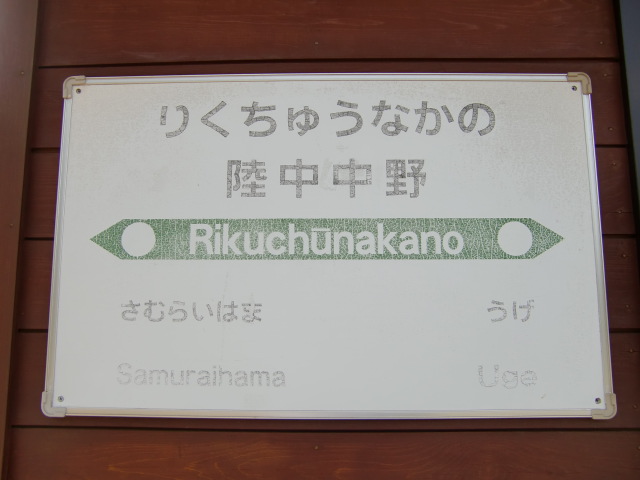 りくちゅうなかの
陸中中野
Rikuchūnakano
さむらいはま うげ
Samuraihama Uge